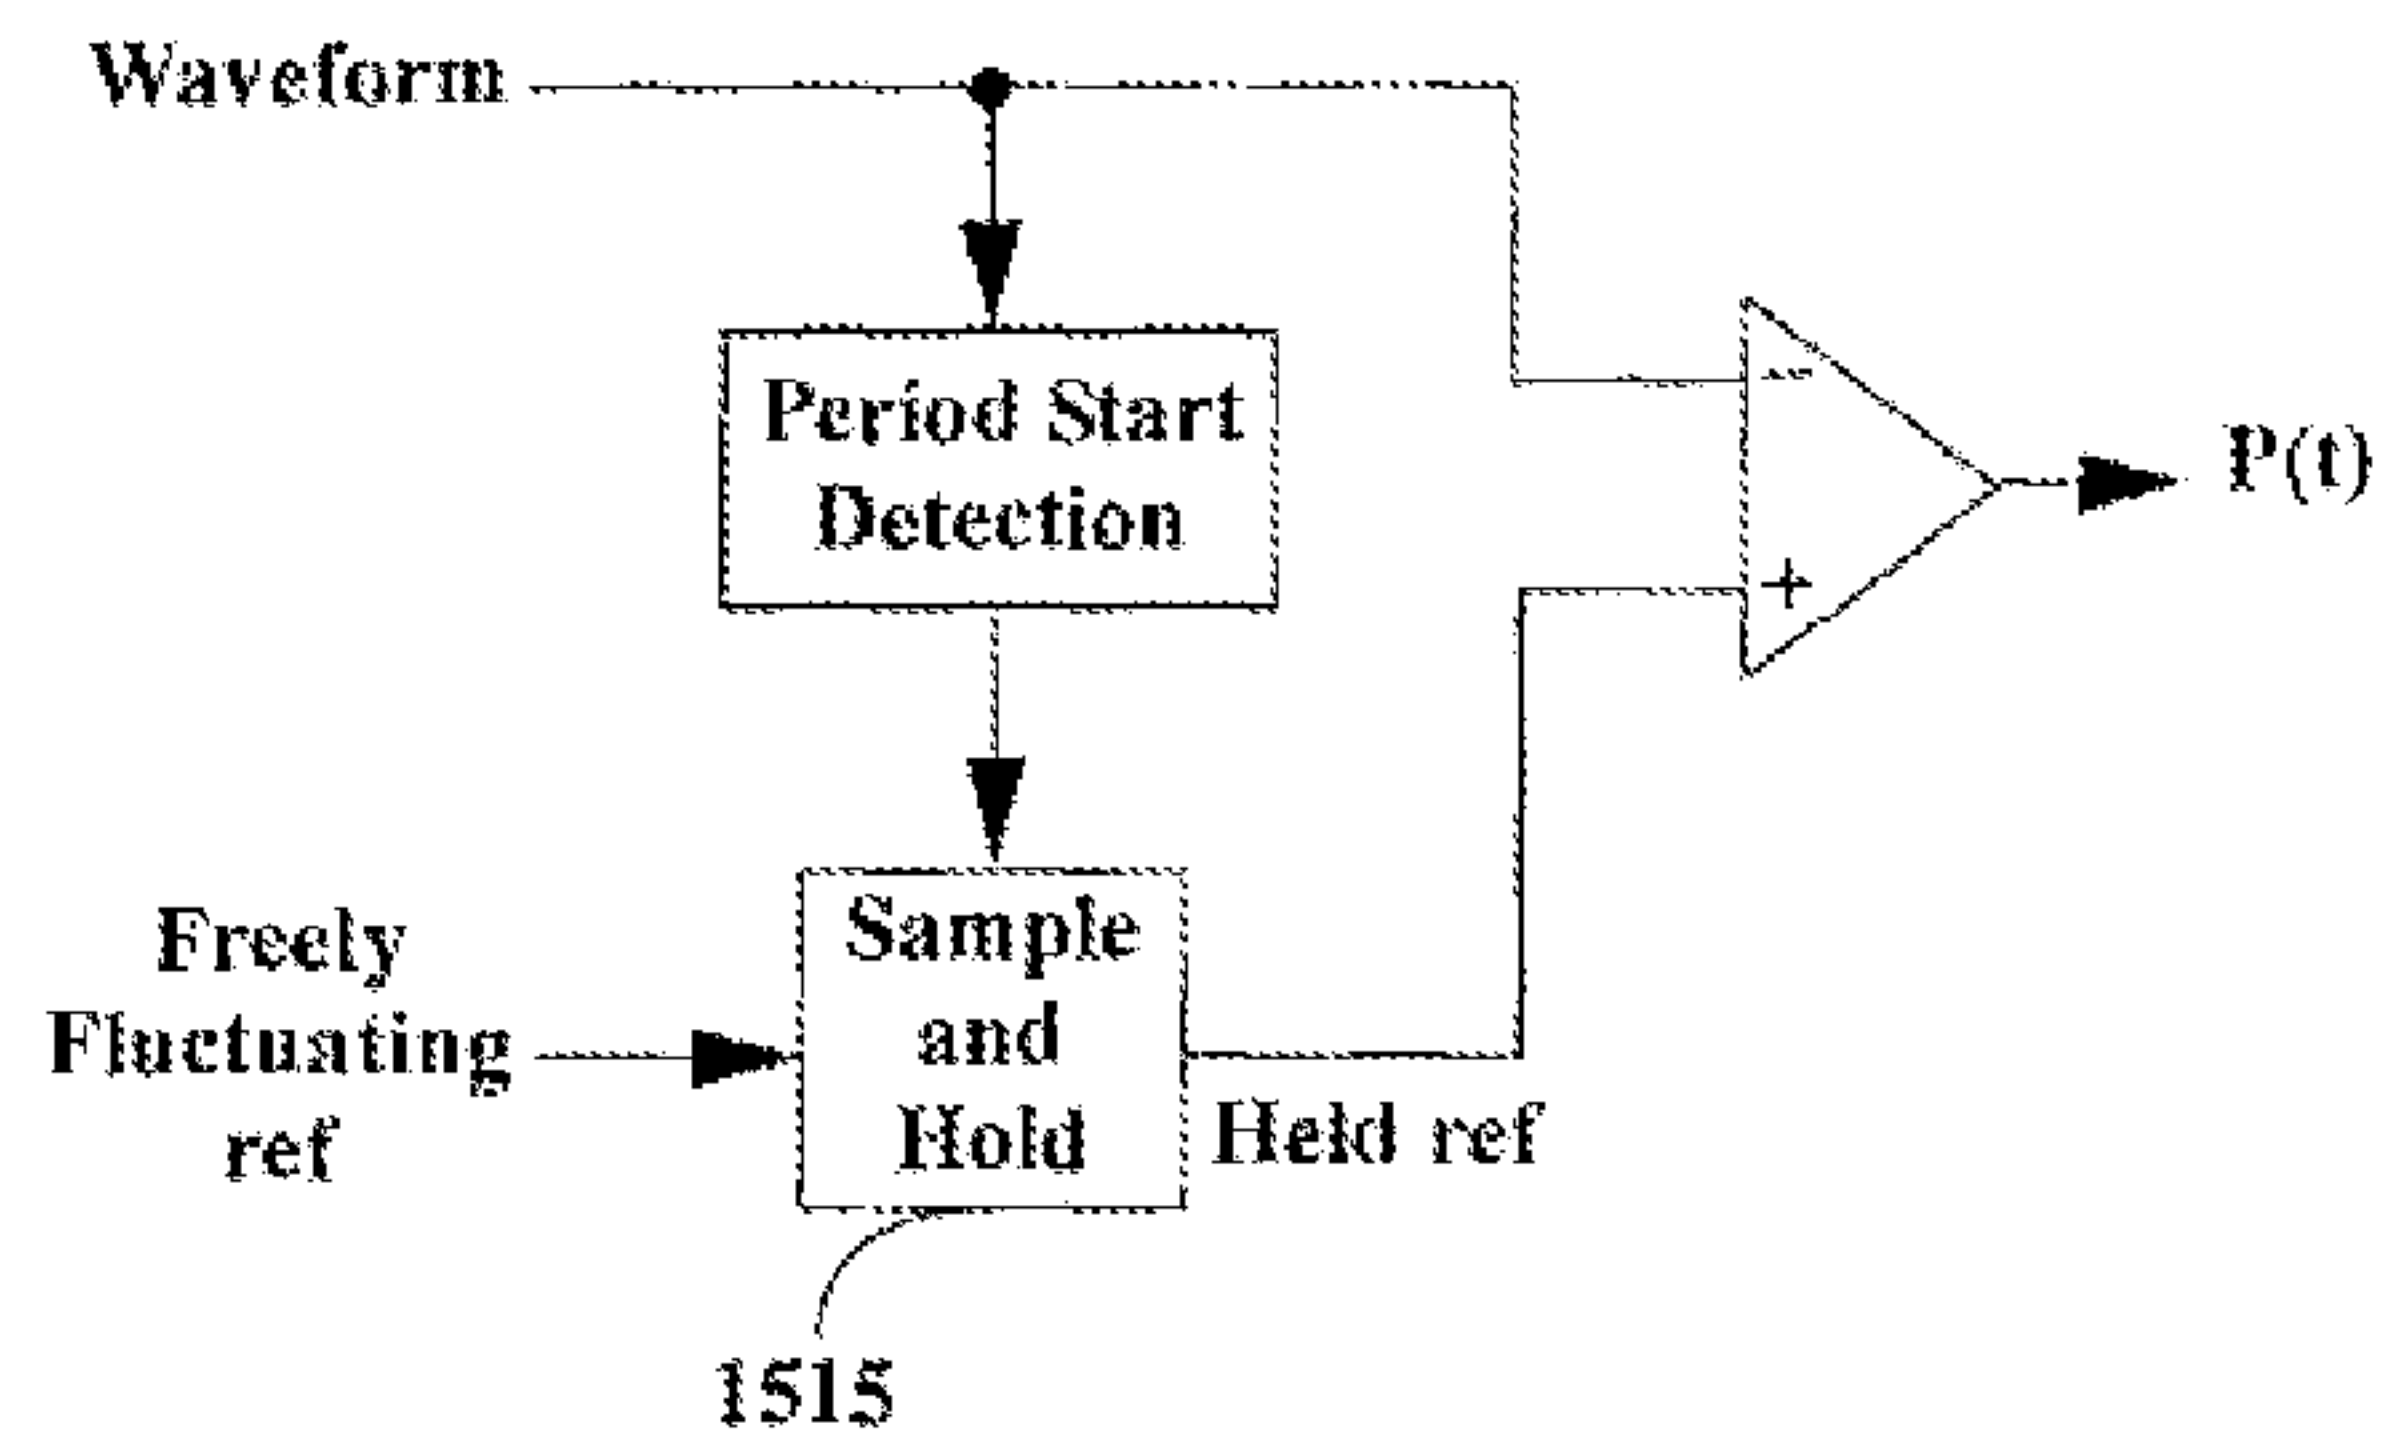 Waveform
Period Start
Detection
-
+
P(t)
Freely
Fluctuating
ref
Sample
and
Hold
Held ref
1515